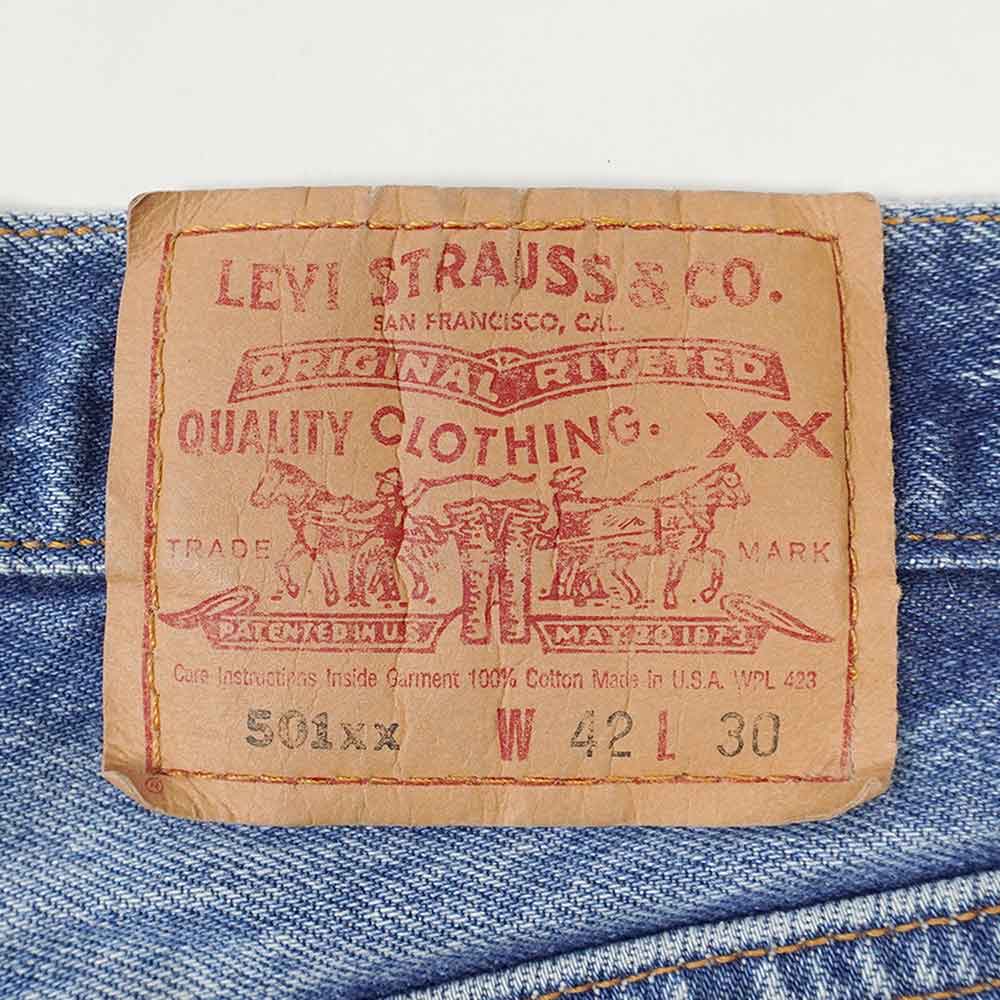 LEVI STRAUSS & CO.
SAN FRANCISCO, CAL.
ORIGINAL RIVETED
QUALITY CLOTHING. XX
TRADE MARK
PATENTED IN U.S. MAY 20 1873
Care Instructions Inside Garment 100% Cotton Made in U.S.A. WPL 423
501xx W 42 L 30
®